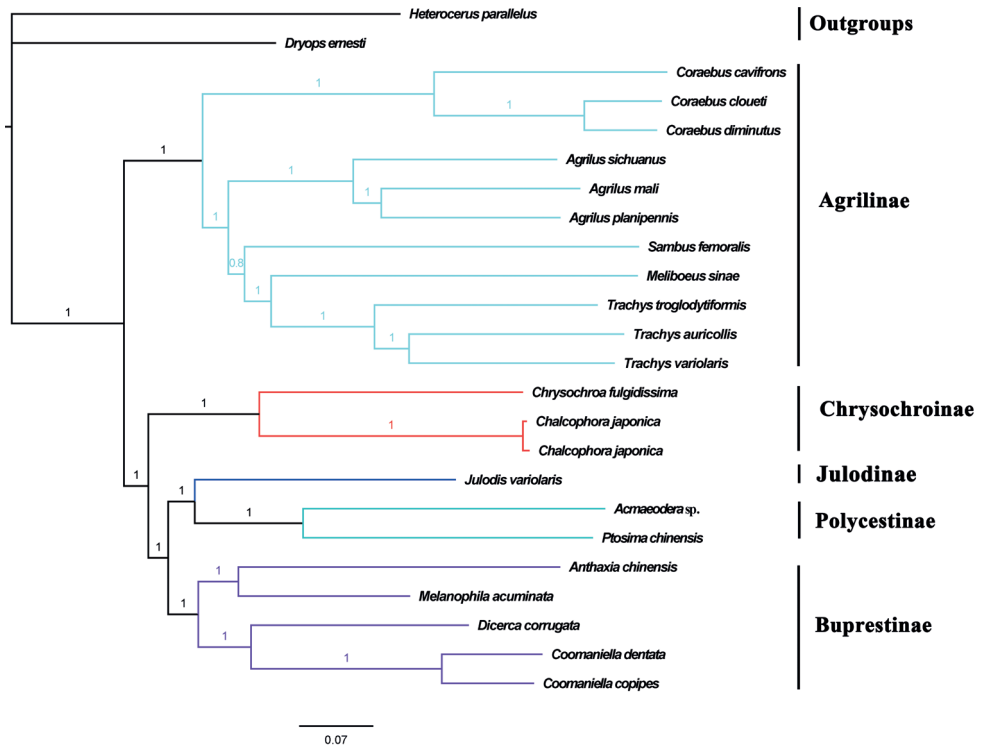 Heterocerus parallelus
Outgroups
Dryops ernesti
Coraebus cavifrons
1
Coraebus cloueti
1
Coraebus diminutus
1
Agrilus sichuanus
1
Agrilus mali
1
Agrilinae
Agrilus planipennis
1
Sambus femoralis
0.8
Meliboeus sinae
1
Trachys troglodytiformis
1
1
Trachys auricollis
1
Trachys variolaris
Chrysochroa fulgidissima
1
Chrysochroinae
Chalcophora japonica
1
Chalcophora japonica
1
Julodis variolaris
Julodinae
1
Acmaeodera sp.
1
Polycestinae
Ptosima chinensis
1
Anthaxia chinensis
1
Melanophila acuminata
1
Dicerca corrugata
Buprestinae
1
Coomaniella dentata
1
Coomaniella copipes
0.07